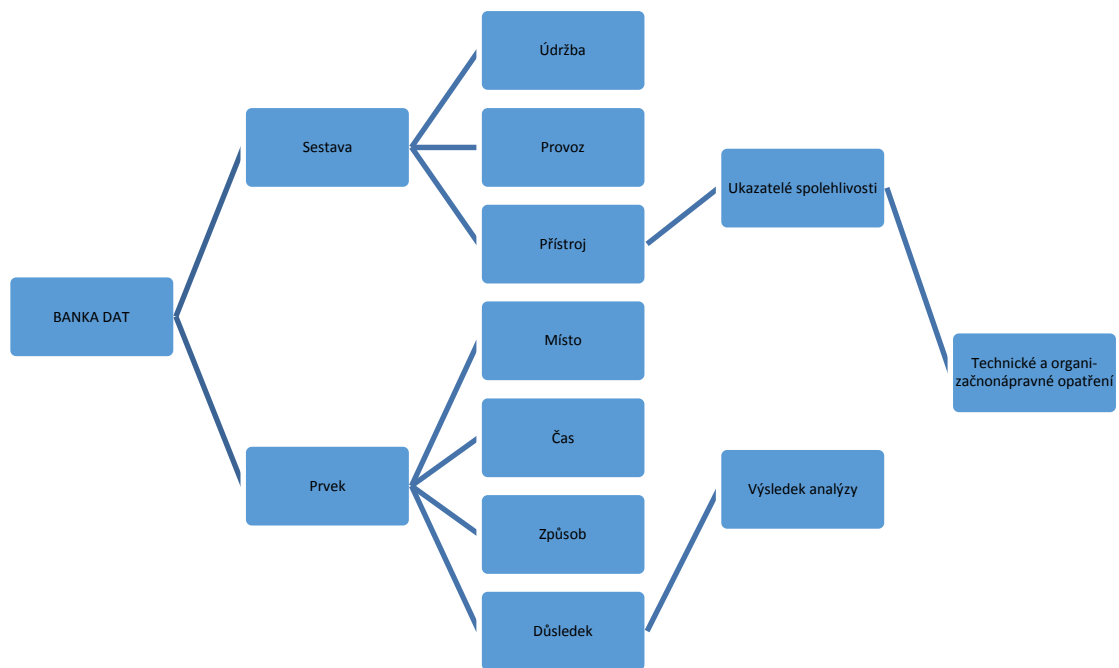 Údržba
Sestava
Provoz
Ukazatelé spolehlivosti
Přístroj
BANKA DAT
Místo
Technické a organi-
začnonápravné opatření
Čas
Prvek
Výsledek analýzy
Způsob
Důsledek